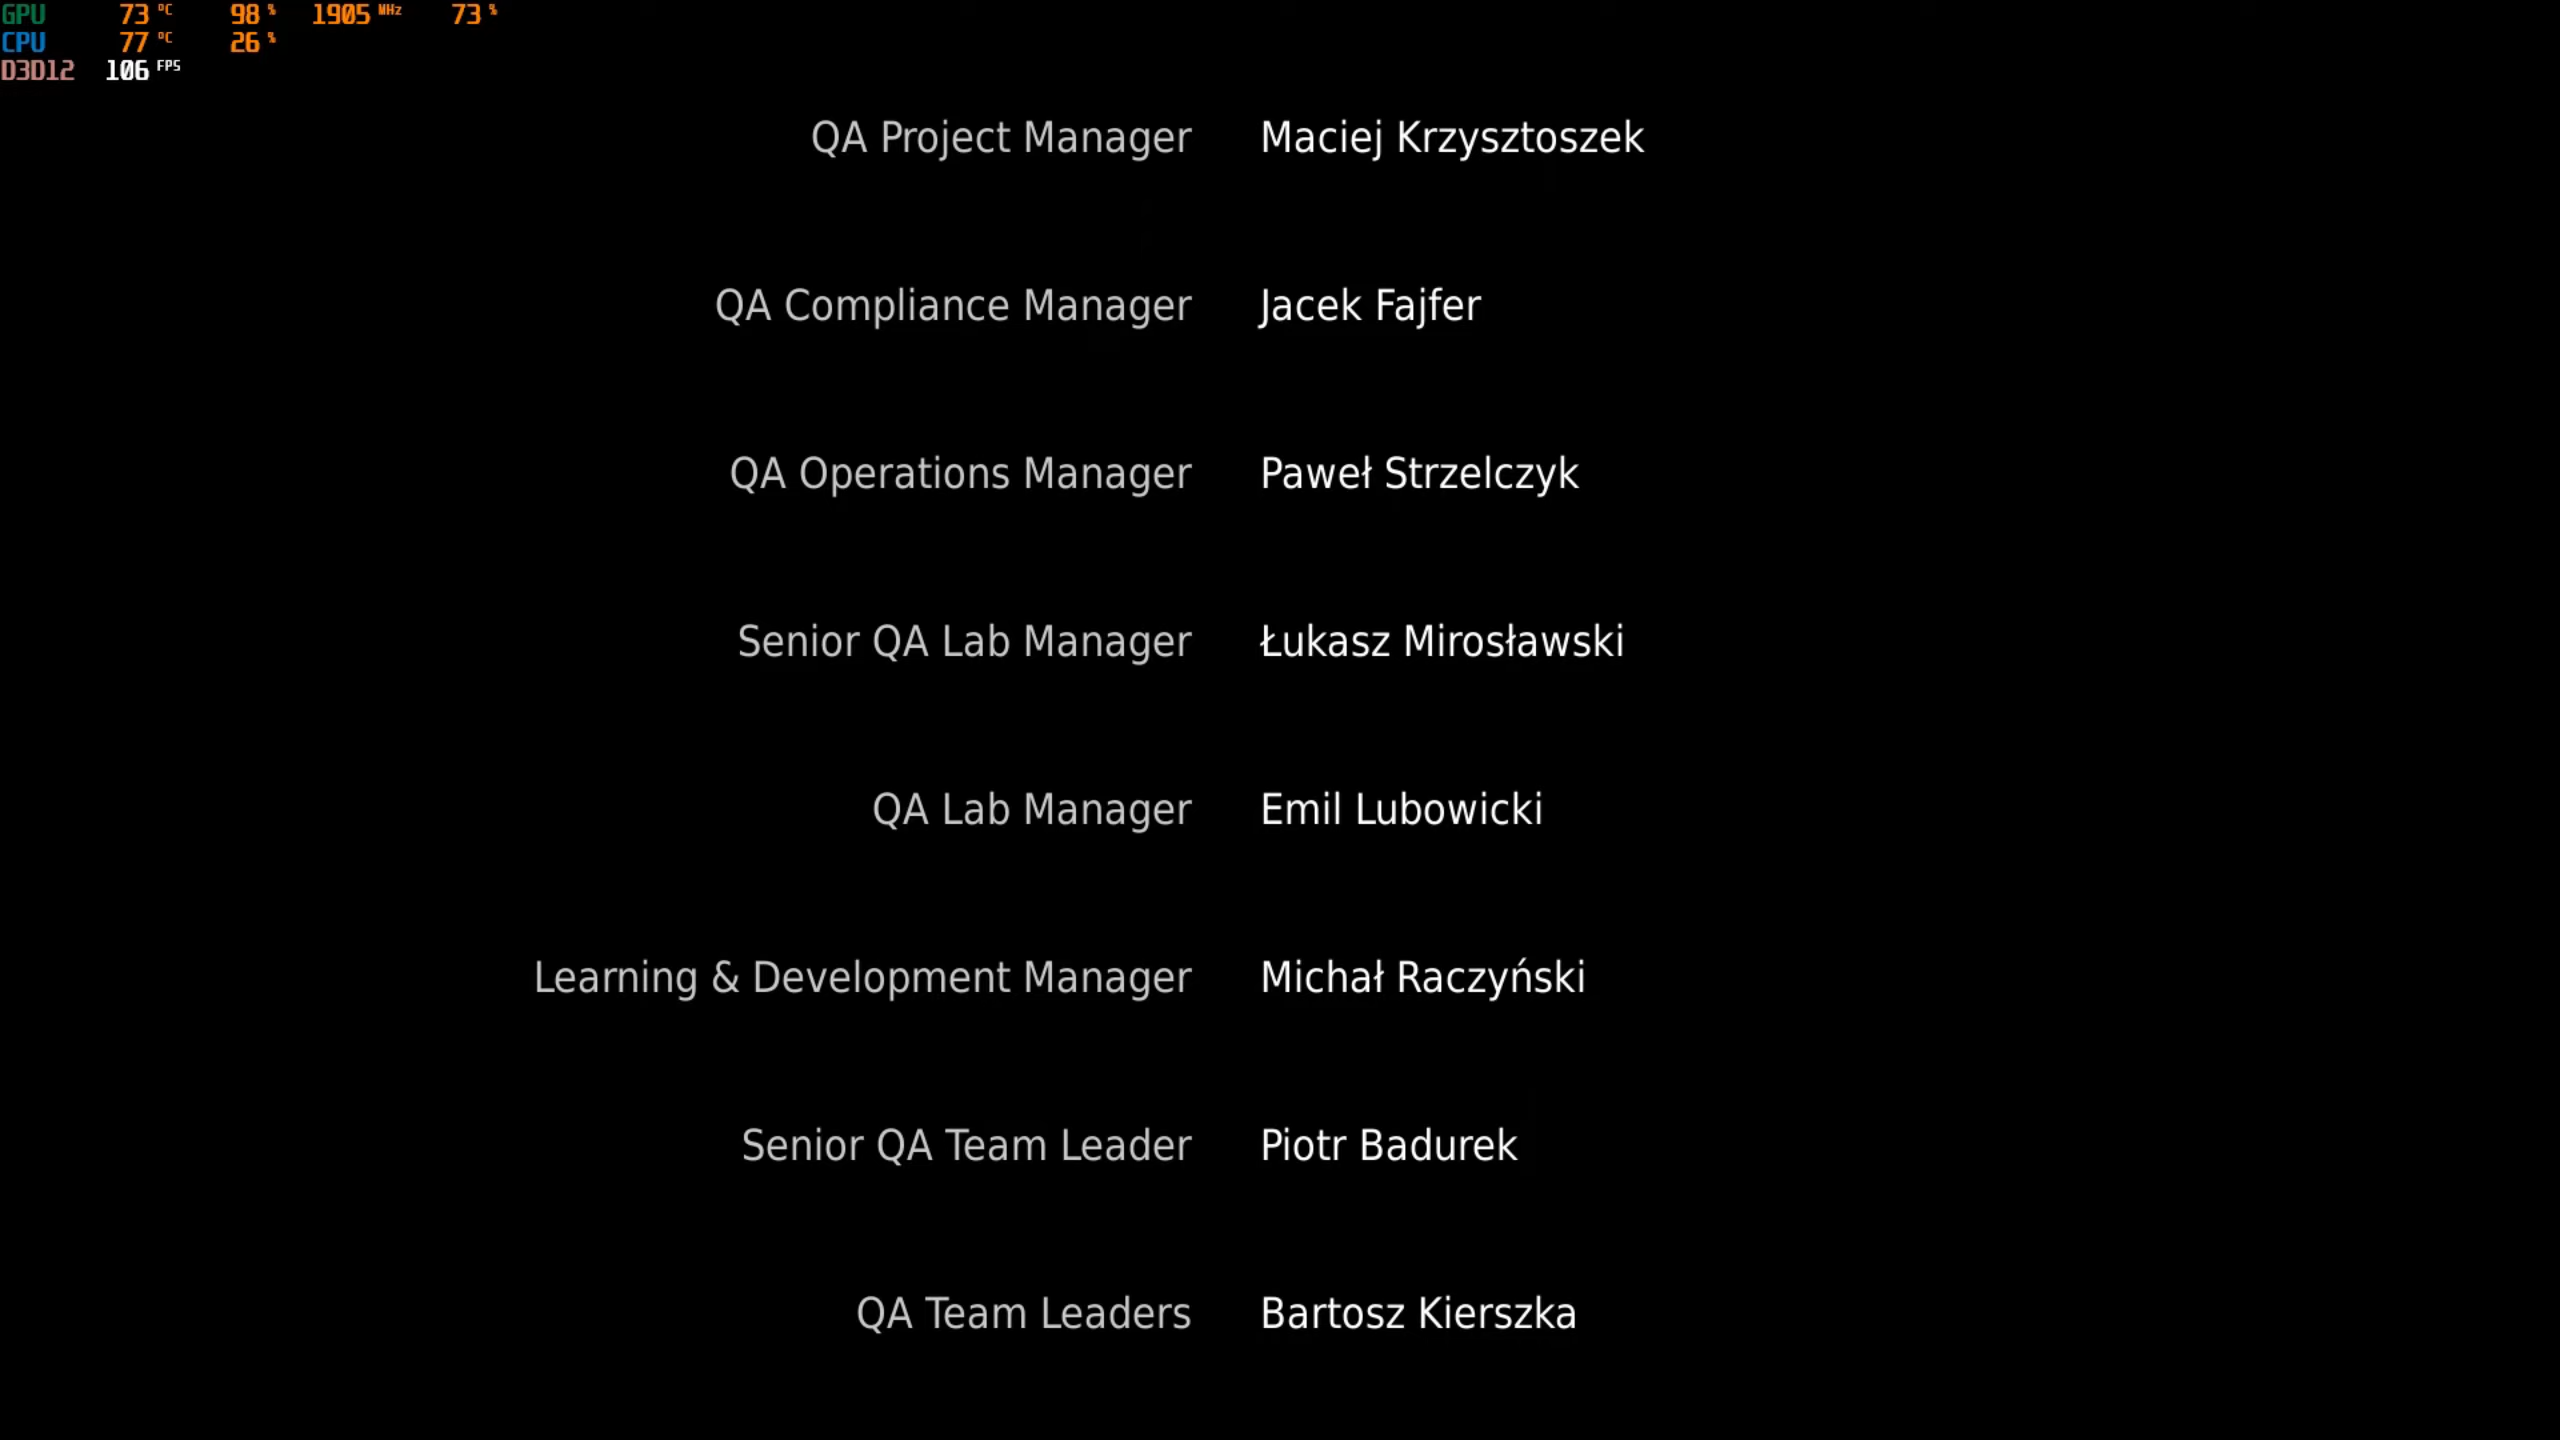 GPU 73 °C 98 % 1905 MHz 73 %
CPU 77 °C 26 %
D3D12 106 FPS
QA Project Manager Maciej Krzysztoszek
QA Compliance Manager Jacek Fajfer
QA Operations Manager Paweł Strzelczyk
Senior QA Lab Manager Łukasz Mirosławski
QA Lab Manager Emil Lubowicki
Learning & Development Manager Michał Raczyński
Senior QA Team Leader Piotr Badurek
QA Team Leaders Bartosz Kierszka